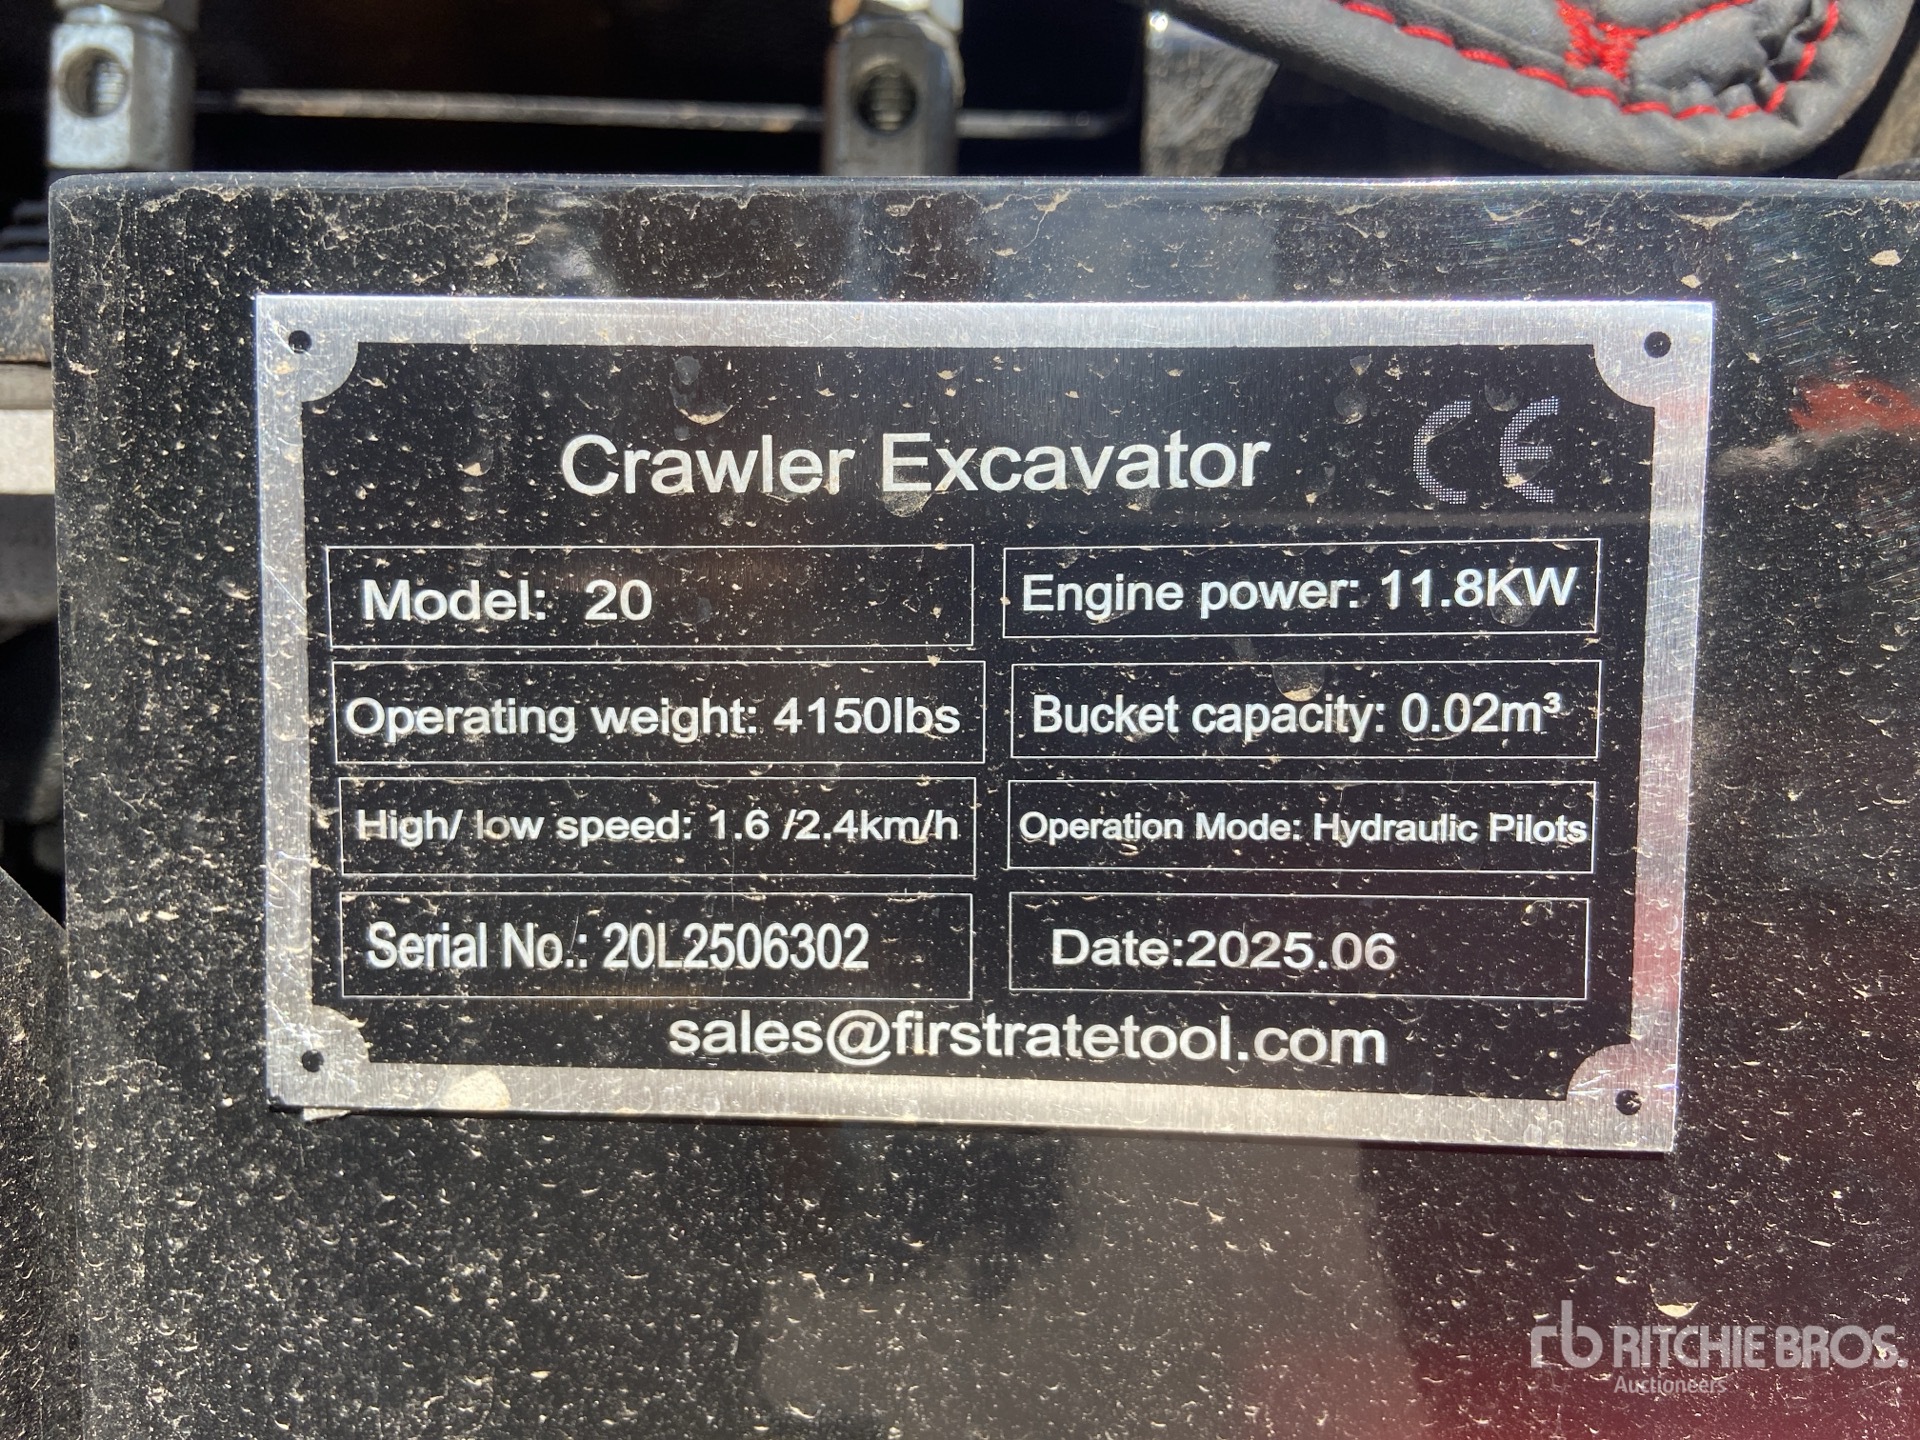 Crawler Excavator CE
Model: 20
Engine power: 11.8KW
Operating weight: 4150lbs
Bucket capacity: 0.02m³
High/ low speed: 1.6 /2.4km/h
Operation Mode: Hydraulic Pilots
Serial No.: 20L2506302
Date:2025.06
sales@firstratetool.com
rb RITCHIE BROS.
Auctioneers